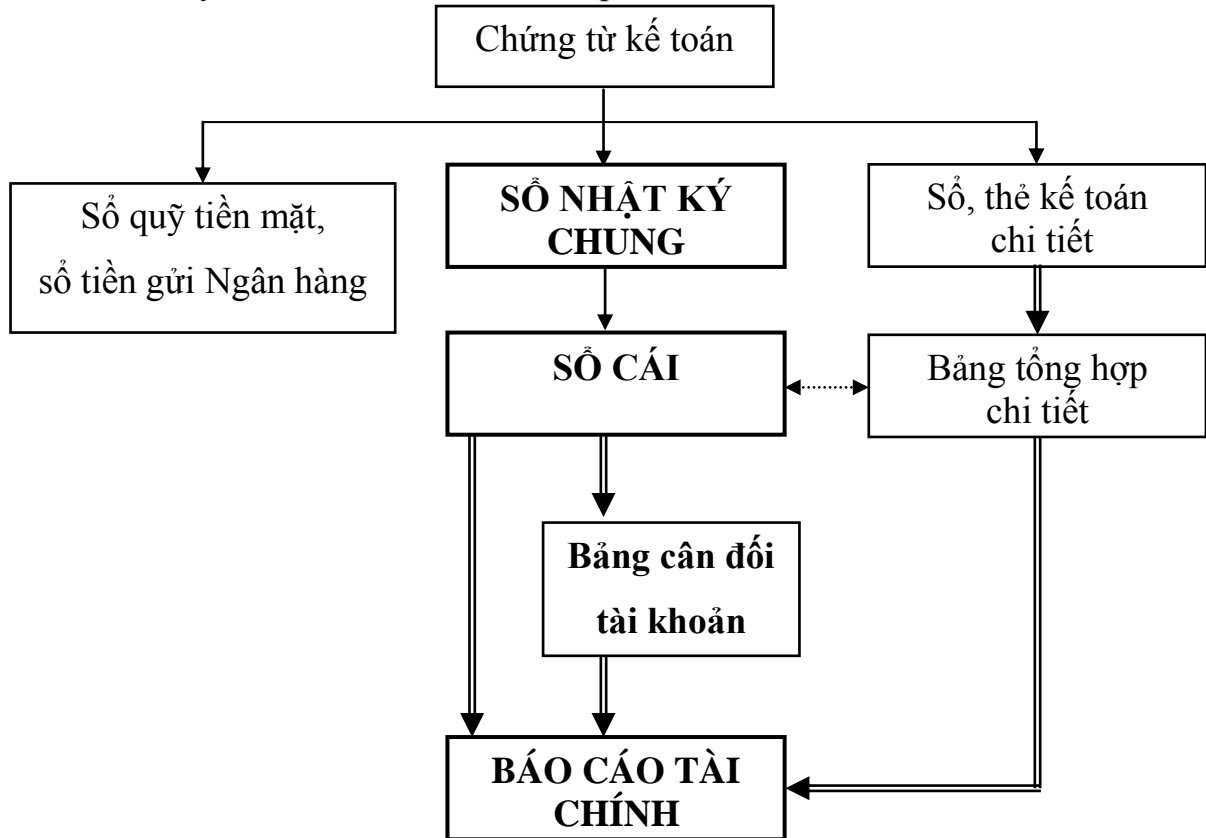 Chứng từ kế toán
Sổ quỹ tiền mặt,
sổ tiền gửi Ngân hàng
SỔ NHẬT KÝ
CHUNG
Sổ, thẻ kế toán
chi tiết
SỔ CÁI
Bảng tổng hợp
chi tiết
Bảng cân đối
tài khoản
BÁO CÁO TÀI
CHÍNH